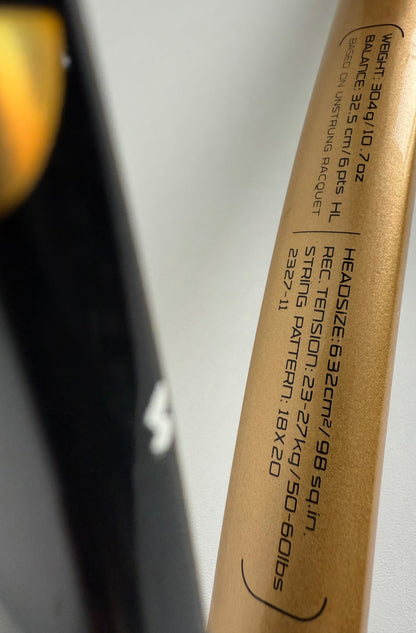 WEIGHT: 304g/10.7oz
BALANCE: 32.5 cm/6pts HL
BASED ON UNSTRUNG RACQUET
HEADSIZE: 632cm²/98 sq.in.
REC. TENSION: 23-27kg/50-60lbs
STRING PATTERN: 18X20
2327-11
S